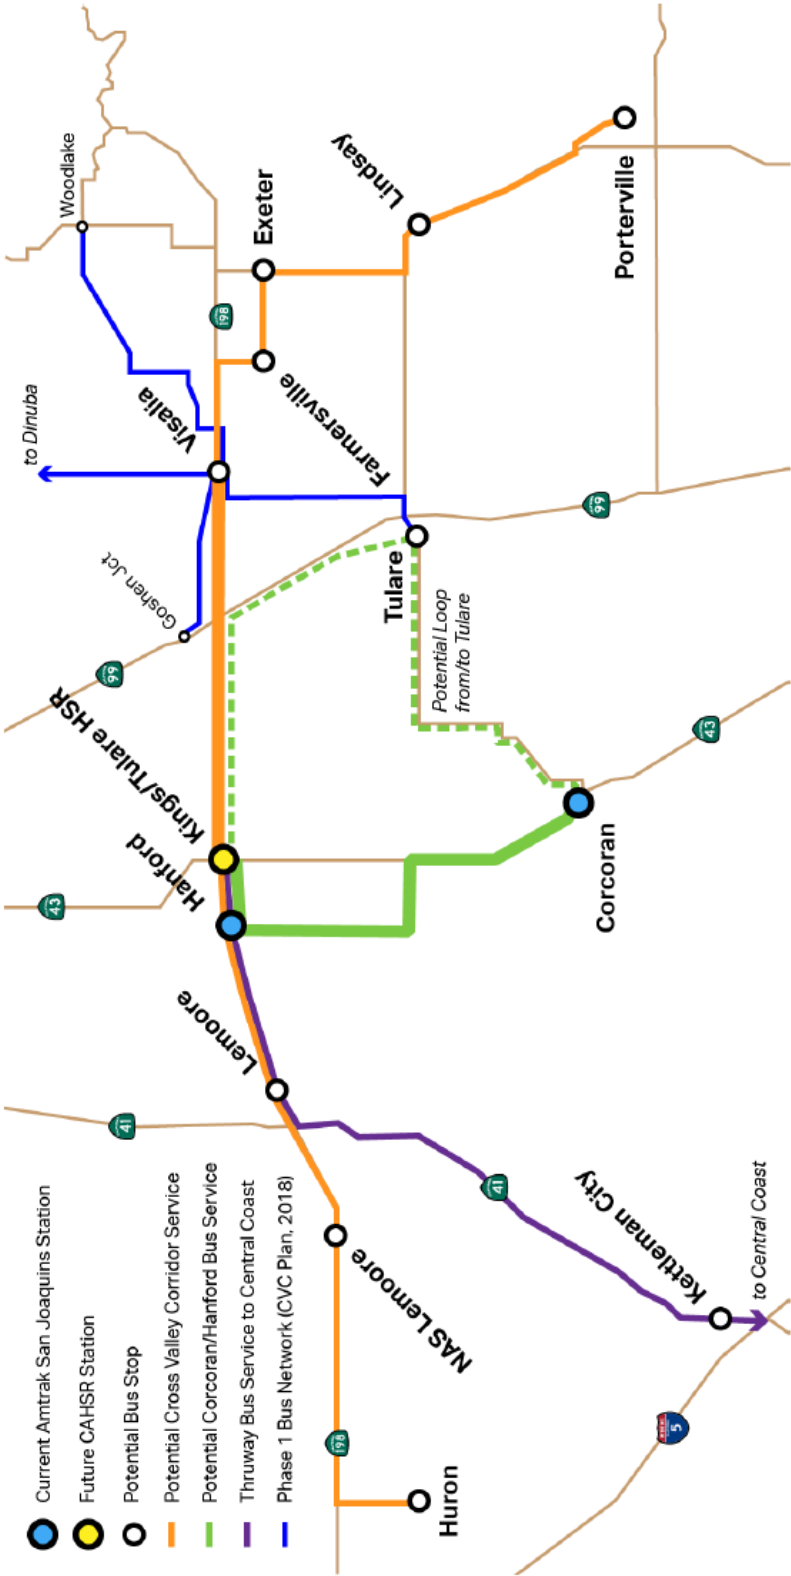 Current Amtrak San Joaquins Station
Future CAHSR Station
Potential Bus Stop
Potential Cross Valley Corridor Service
Potential Corcoran/Hanford Bus Service
Thruway Bus Service to Central Coast
Phase 1 Bus Network (CVC Plan, 2018)
41
43
99
Goshen Jct
to Dinuba
Woodlake
Lemoore
Hanford
Kings/Tulare HSR
Visalia
198
Exeter
Farmersville
Lindsay
Porterville
Tulare
Potential Loop
from/to Tulare
99
43
Corcoran
198
NAS Lemoore
Huron
41
Kettleman City
to Central Coast
5